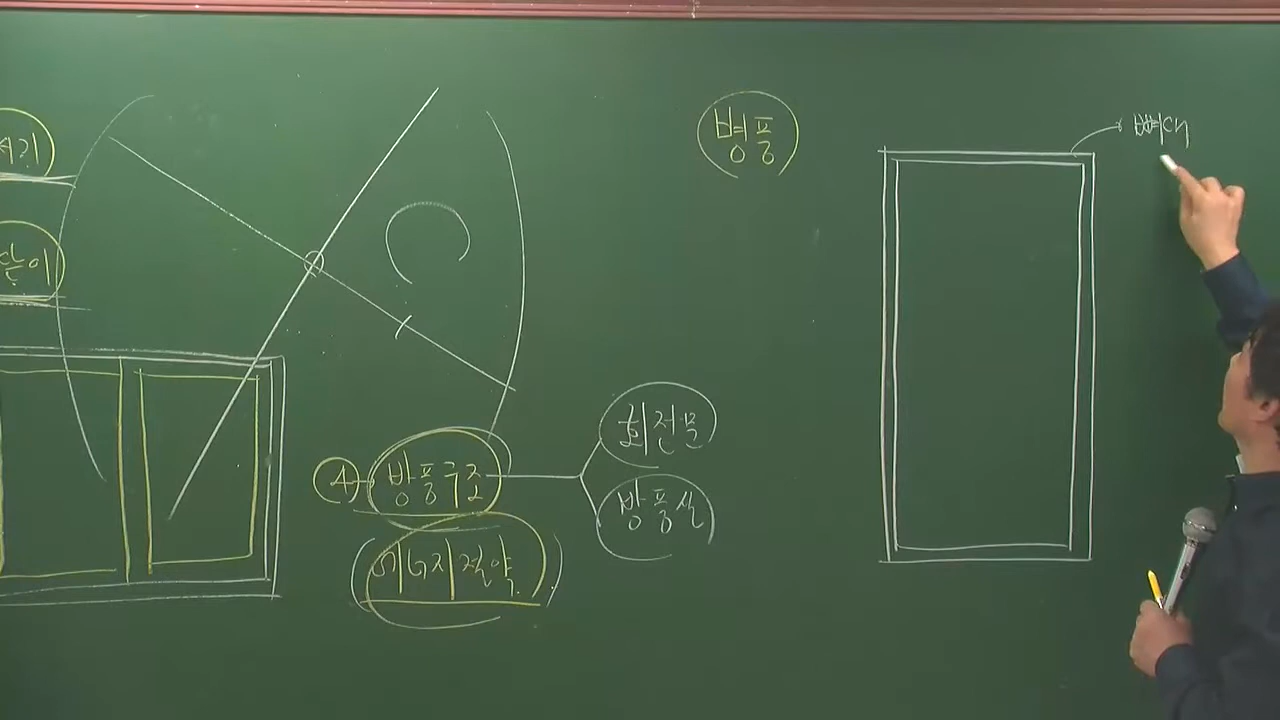 병풍
뼈대
회전문
④ 방풍구조
방풍실
(에너지절약)